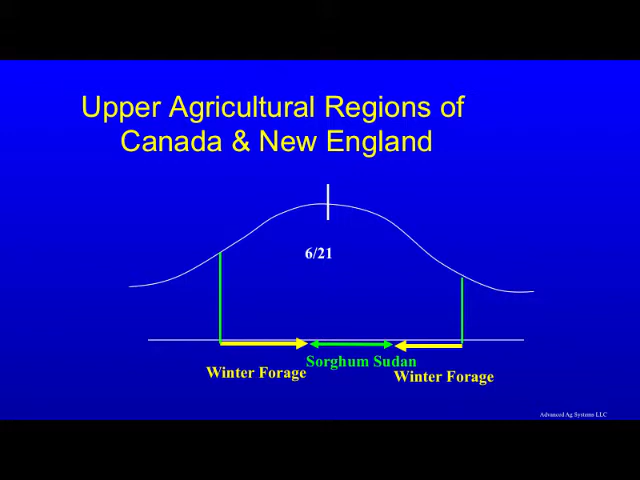 Upper Agricultural Regions of
Canada & New England
6/21
Sorghum Sudan
Winter Forage
Winter Forage
Advanced Ag Systems LLC